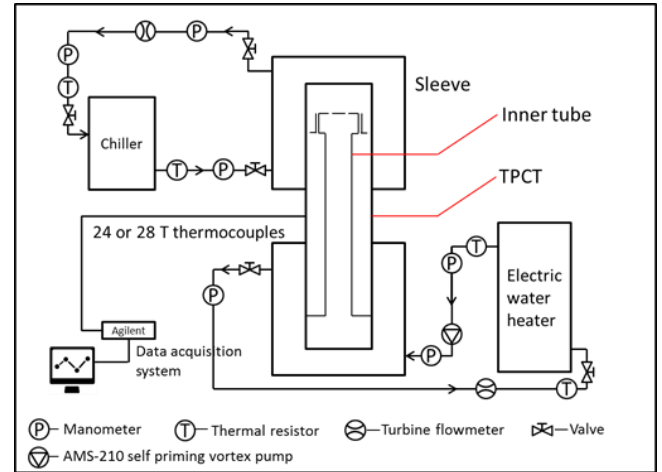 P
P
Sleeve
P
T
Inner tube
Chiller
T
P
TPCT
24 or 28 T thermocouples
T
P
P
Electric
water
heater
Agilent
P
Data acquisition
system
T
P Manometer T Thermal resistor Turbine flowmeter Valve
AMS-210 self priming vortex pump